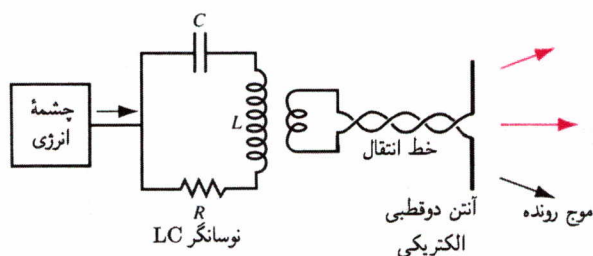 C
چشمهٔ
انرژی
L
خط انتقال
R
نوسانگر LC
آنتن دوقطبی
الکتریکی
موج رونده